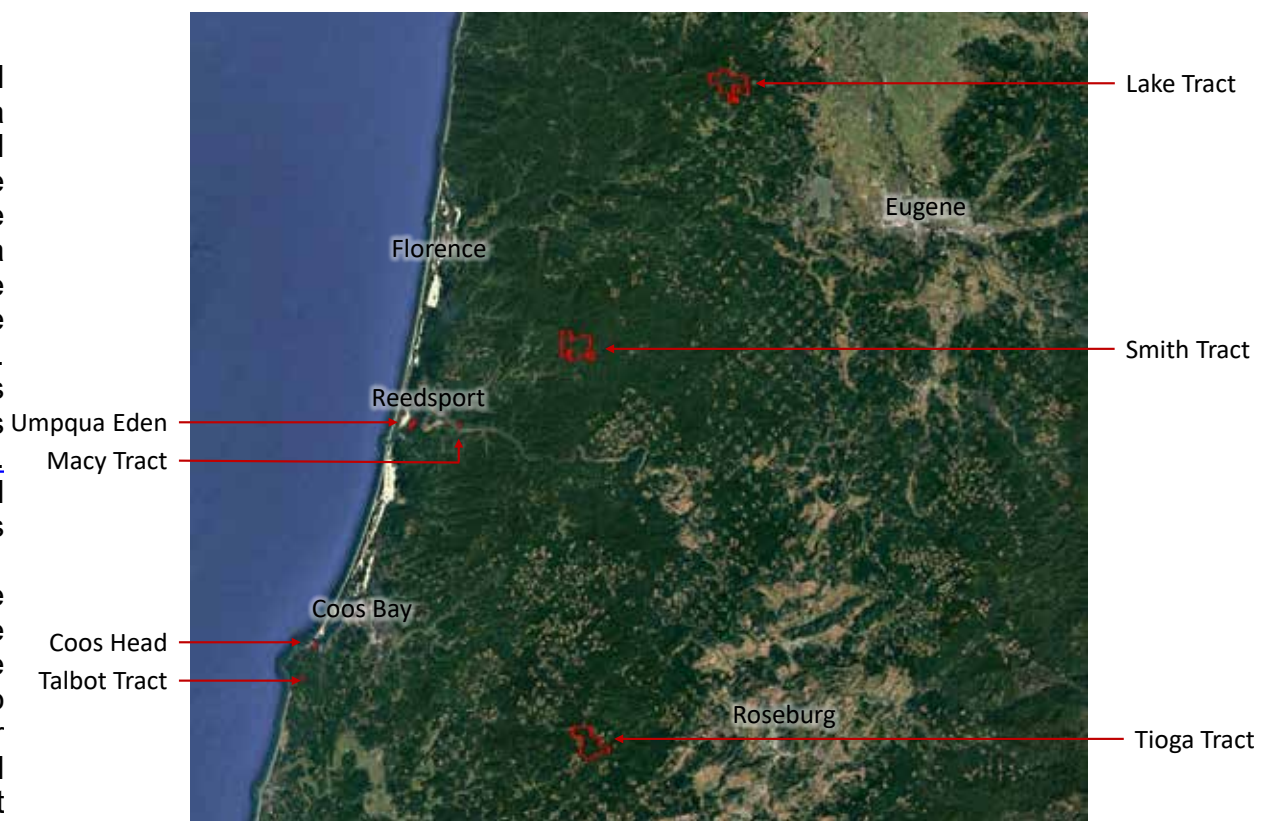 Lake Tract
Eugene
Florence
Smith Tract
Reedsport
Umpqua Eden
Macy Tract
Coos Bay
Coos Head
Talbot Tract
Roseburg
Tioga Tract